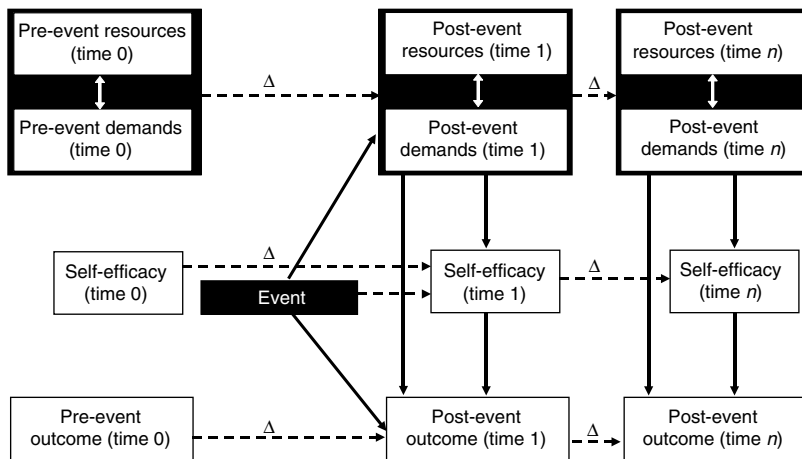 Pre-event resources
(time 0)
Δ
Post-event
resources (time 1)
Δ
Post-event
resources (time n)
Pre-event demands
(time 0)
Post-event
demands (time 1)
Post-event
demands (time n)
Self-efficacy
(time 0)
Δ
Event
Self-efficacy
(time 1)
Δ
Self-efficacy
(time n)
Pre-event
outcome (time 0)
Δ
Post-event
outcome (time 1)
Δ
Post-event
outcome (time n)